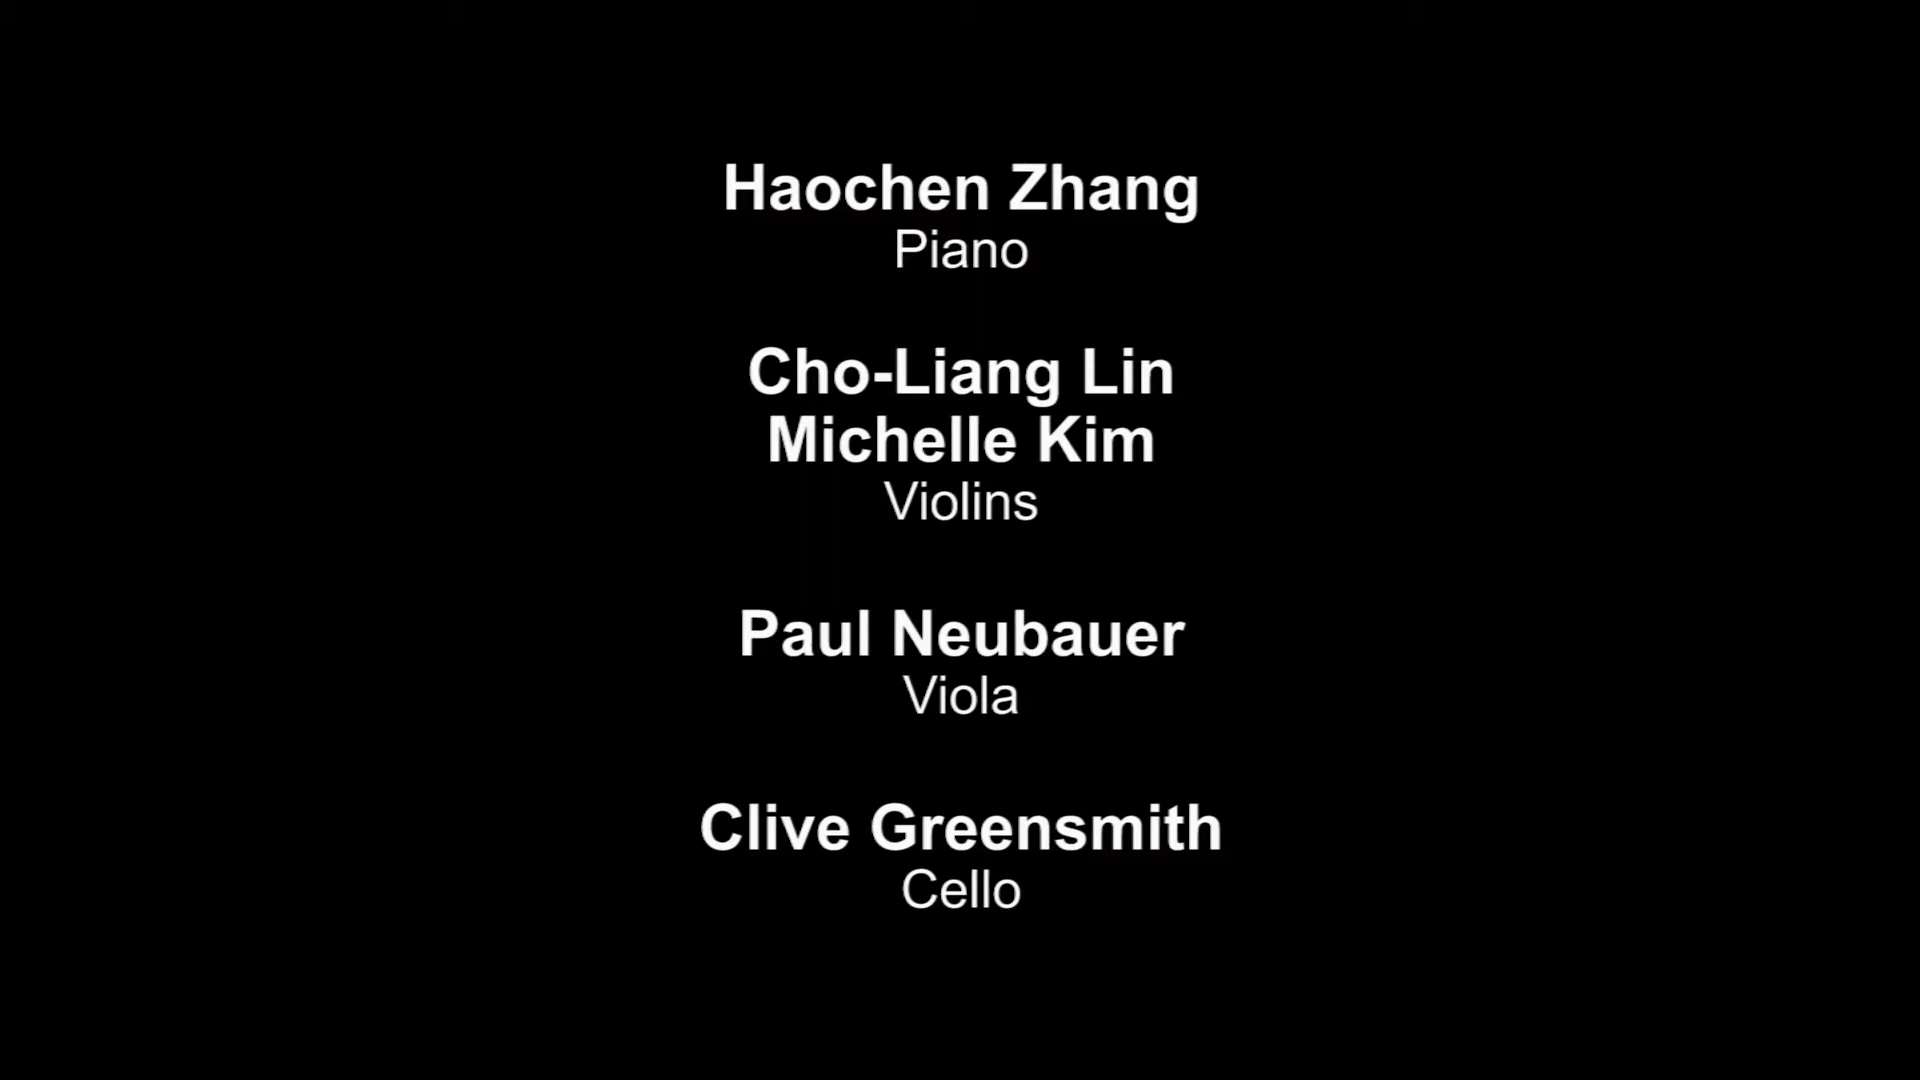 Haochen Zhang
Piano
Cho-Liang Lin
Michelle Kim
Violins
Paul Neubauer
Viola
Clive Greensmith
Cello